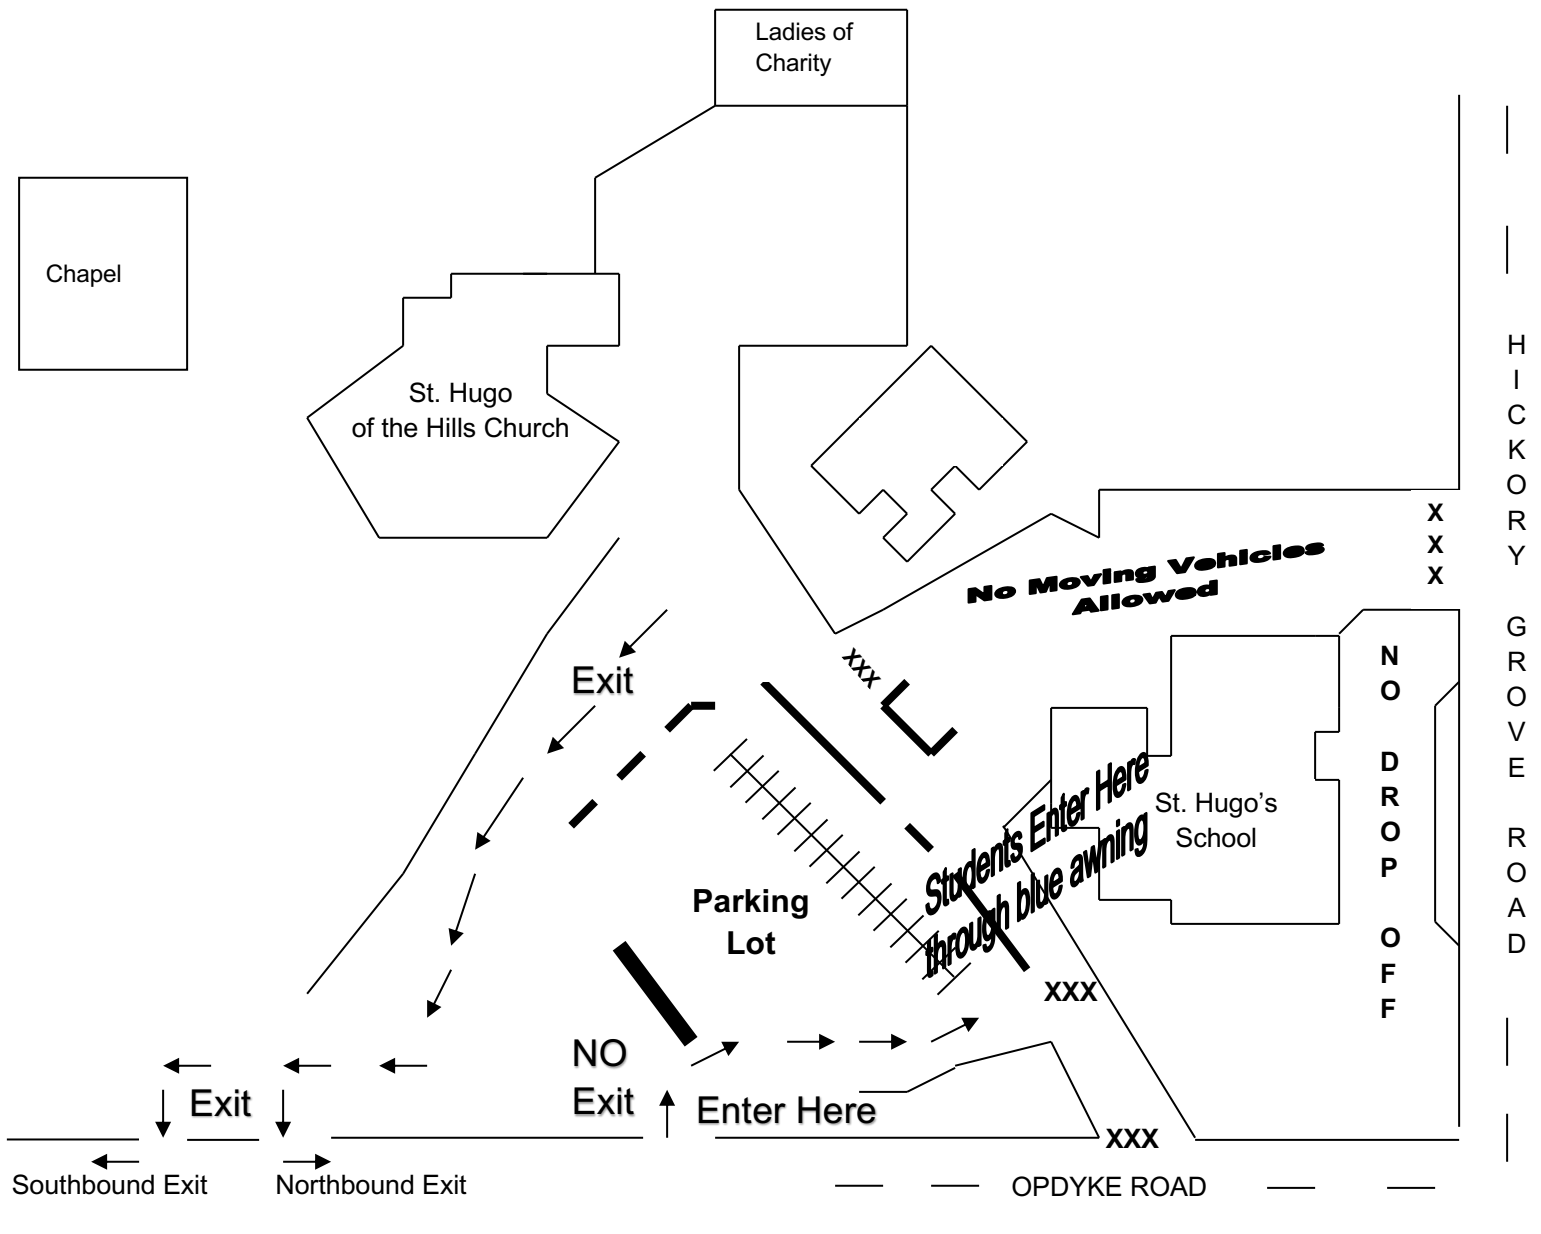 Ladies of
Charity
Chapel
St. Hugo
of the Hills Church
HICKORY GROVE ROAD
XXX
No Moving Vehicles
Allowed
XXX
Exit
NO DROP OFF
Students Enter Here
through blue awning
St. Hugo’s
School
Parking
Lot
XXX
NO
Exit
Exit
Enter Here
XXX
Southbound Exit
Northbound Exit
OPDYKE ROAD